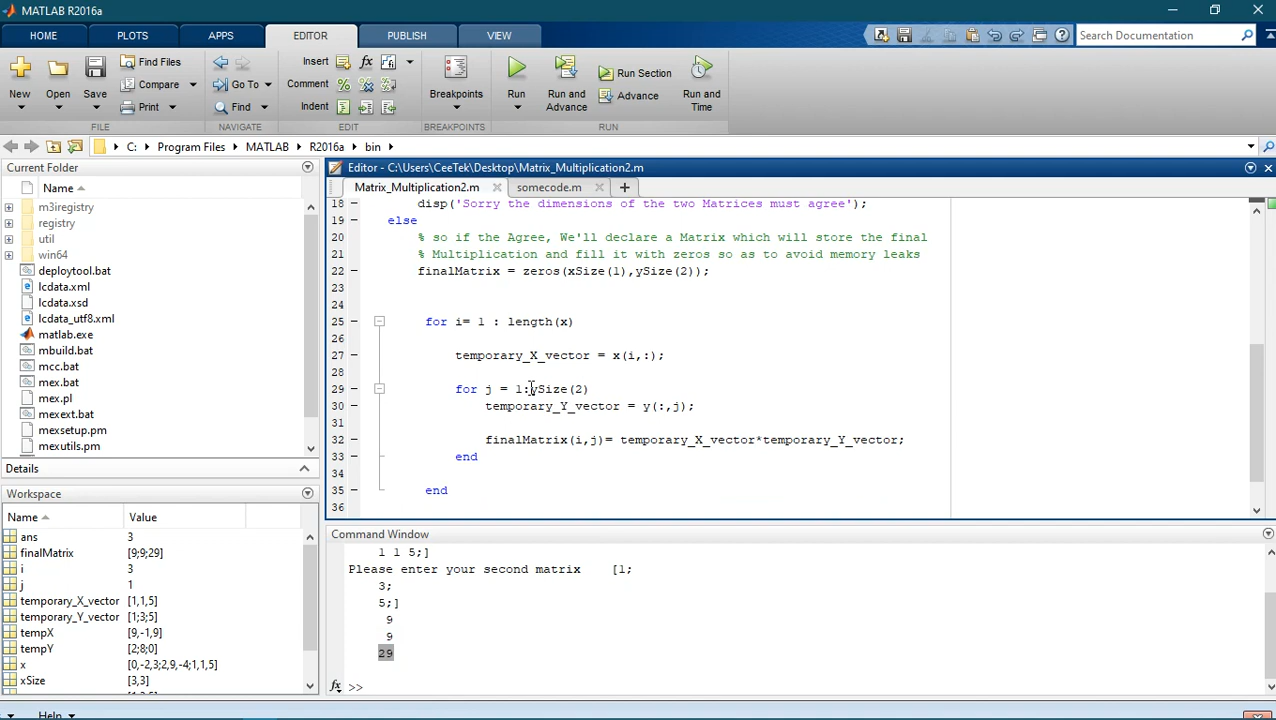 MATLAB R2016a
HOME PLOTS APPS EDITOR PUBLISH VIEW Search Documentation
New Open Save Find Files Compare Print
FILE
Go To Find
NAVIGATE
Insert fx
Comment %
Indent
EDIT
Breakpoints
BREAKPOINTS
Run Run and Advance Run Section Advance Run and Time
RUN
C: Program Files MATLAB R2016a bin
Current Folder
Name
m3iregistry
registry
util
win64
deploytool.bat
lcdata.xml
lcdata.xsd
lcdata_utf8.xml
matlab.exe
mbuild.bat
mcc.bat
mex.bat
mex.pl
mexext.bat
mexsetup.pm
mexutils.pm
Details
Workspace
Name Value
ans 3
finalMatrix [9;9;29]
i 3
j 1
temporary_X_vector [1,1,5]
temporary_Y_vector [1;3;5]
tempX [9,-1,9]
tempY [2;8;0]
x [0,-2,3;2,9,-4;1,1,5]
xSize [3,3]
Editor - C:\Users\CeeTek\Desktop\Matrix_Multiplication2.m
Matrix_Multiplication2.m somecode.m
18 disp('Sorry the dimensions of the two Matrices must agree');
19 else
20 % so if the Agree, We'll declare a Matrix which will store the final
21 % Multiplication and fill it with zeros so as to avoid memory leaks
22 finalMatrix = zeros(xSize(1),ySize(2));
23
24
25 for i= 1 : length(x)
26
27 temporary_X_vector = x(i,:);
28
29 for j = 1:ySize(2)
30 temporary_Y_vector = y(:,j);
31
32 finalMatrix(i,j)= temporary_X_vector*temporary_Y_vector;
33 end
34
35 end
36
Command Window
1 1 5;]
Please enter your second matrix [1;
3;
5;]
9
9
29
fx >>
Help